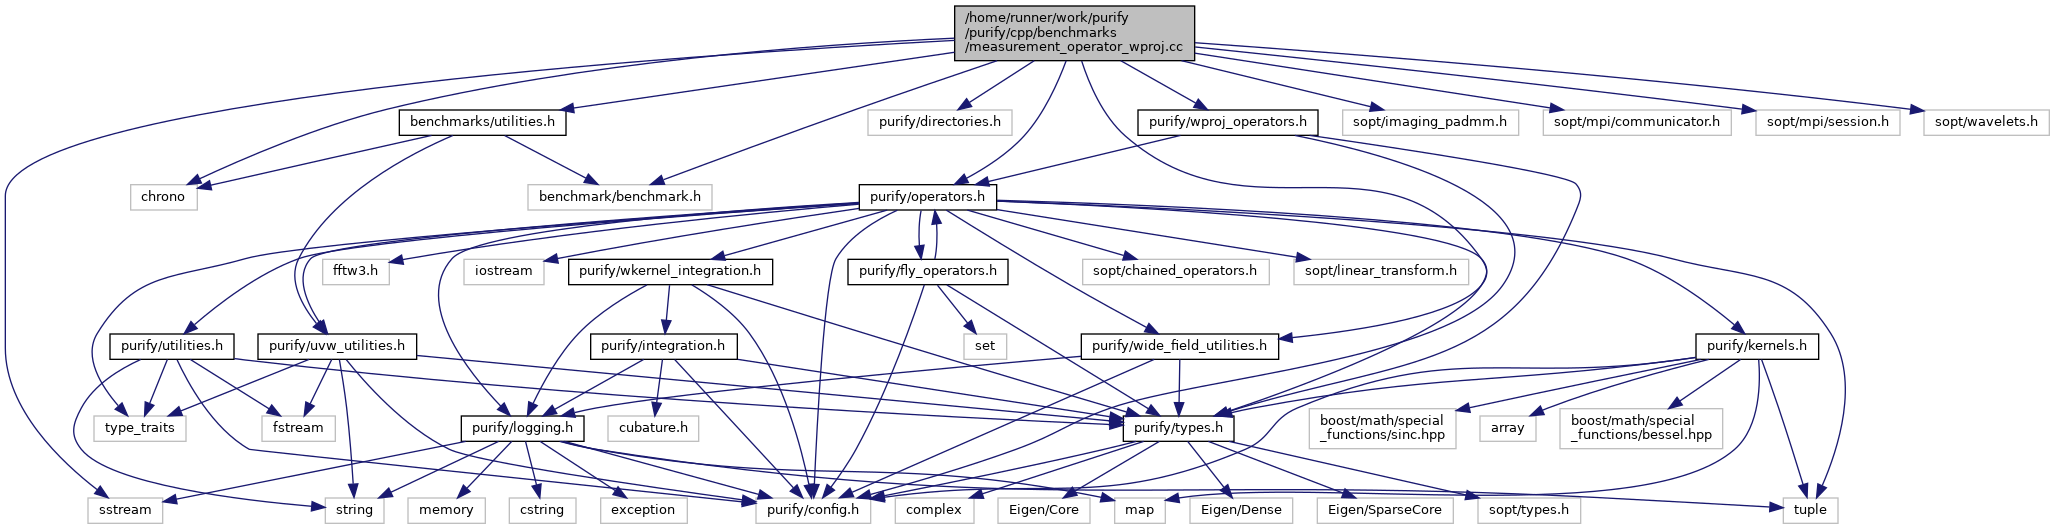 /home/runner/work/purify
/purify/cpp/benchmarks
/measurement_operator_wproj.cc
benchmarks/utilities.h
purify/directories.h
purify/wproj_operators.h
sopt/imaging_padmm.h
sopt/mpi/communicator.h
sopt/mpi/session.h
sopt/wavelets.h
chrono
benchmark/benchmark.h
purify/operators.h
fftw3.h
iostream
purify/wkernel_integration.h
purify/fly_operators.h
sopt/chained_operators.h
sopt/linear_transform.h
purify/utilities.h
purify/uvw_utilities.h
purify/integration.h
set
purify/wide_field_utilities.h
purify/kernels.h
type_traits
fstream
purify/logging.h
cubature.h
purify/types.h
boost/math/special
_functions/sinc.hpp
array
boost/math/special
_functions/bessel.hpp
sstream
string
memory
cstring
exception
purify/config.h
complex
Eigen/Core
map
Eigen/Dense
Eigen/SparseCore
sopt/types.h
tuple